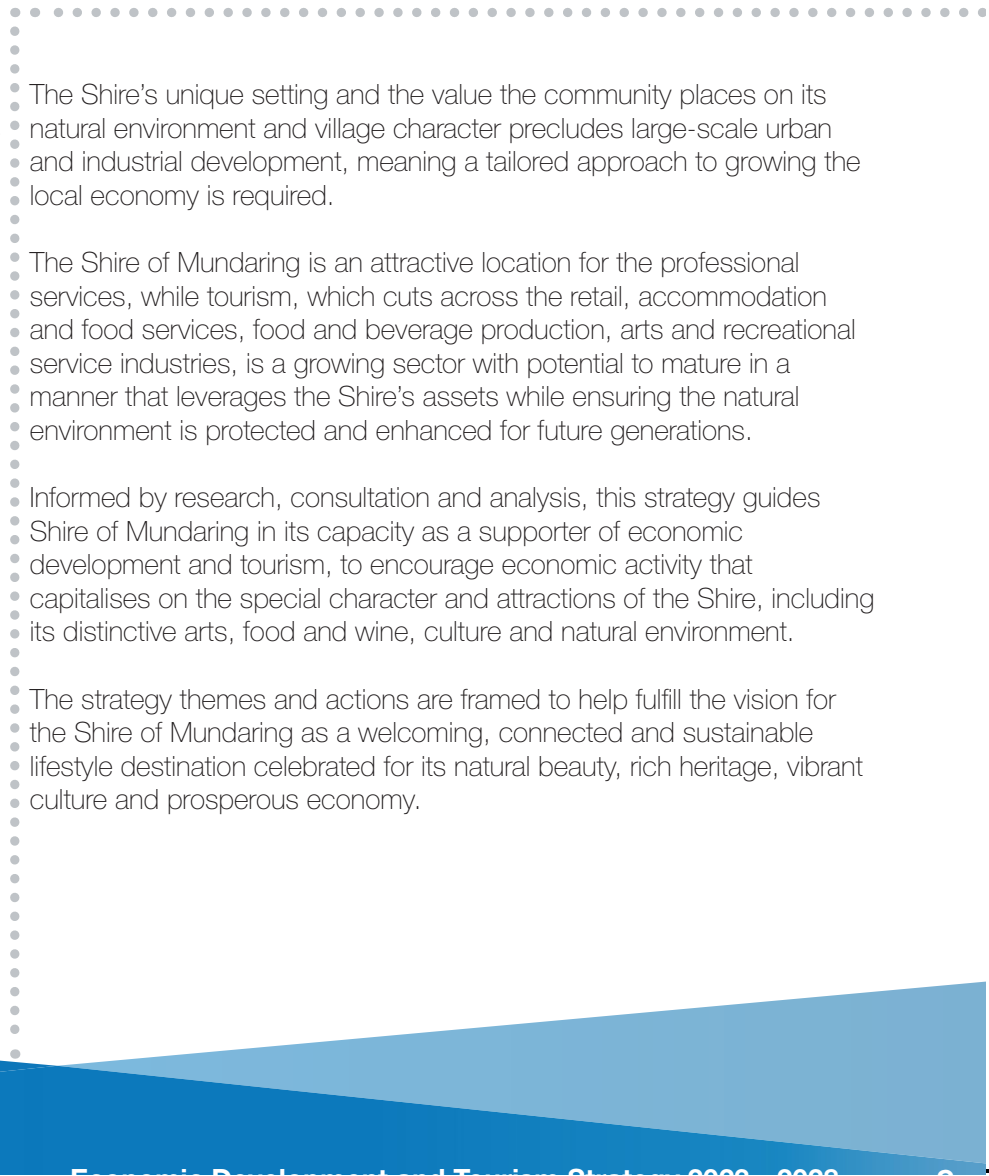 The Shire’s unique setting and the value the community places on its
natural environment and village character precludes large-scale urban
and industrial development, meaning a tailored approach to growing the
local economy is required.
The Shire of Mundaring is an attractive location for the professional
services, while tourism, which cuts across the retail, accommodation
and food services, food and beverage production, arts and recreational
service industries, is a growing sector with potential to mature in a
manner that leverages the Shire’s assets while ensuring the natural
environment is protected and enhanced for future generations.
Informed by research, consultation and analysis, this strategy guides
Shire of Mundaring in its capacity as a supporter of economic
development and tourism, to encourage economic activity that
capitalises on the special character and attractions of the Shire, including
its distinctive arts, food and wine, culture and natural environment.
The strategy themes and actions are framed to help fulfill the vision for
the Shire of Mundaring as a welcoming, connected and sustainable
lifestyle destination celebrated for its natural beauty, rich heritage, vibrant
culture and prosperous economy.
Economic Development and Tourism Strategy